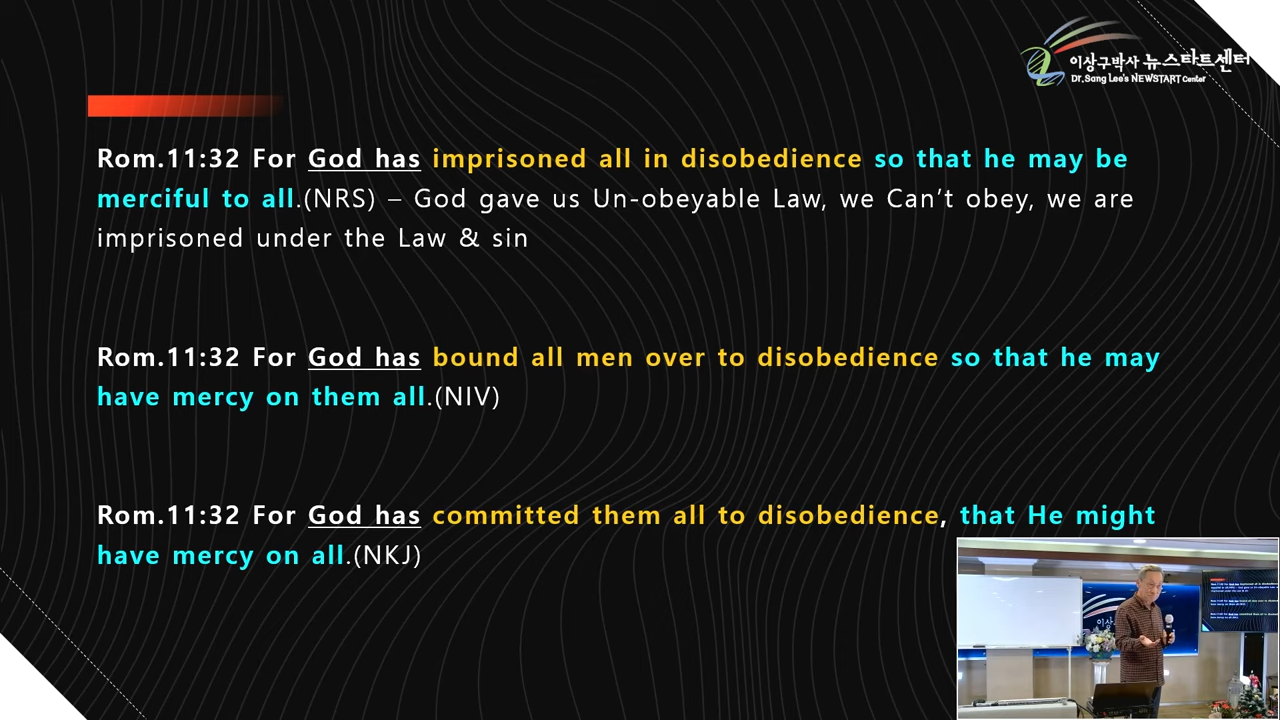 이상구박사 뉴스타트센터
Dr.Sang Lee's NEWSTART Center
Rom.11:32 For God has imprisoned all in disobedience so that he may be
merciful to all.(NRS) – God gave us Un-obeyable Law, we Can't obey, we are
imprisoned under the Law & sin
Rom.11:32 For God has bound all men over to disobedience so that he may
have mercy on them all.(NIV)
Rom.11:32 For God has committed them all to disobedience, that He might
have mercy on all.(NKJ)